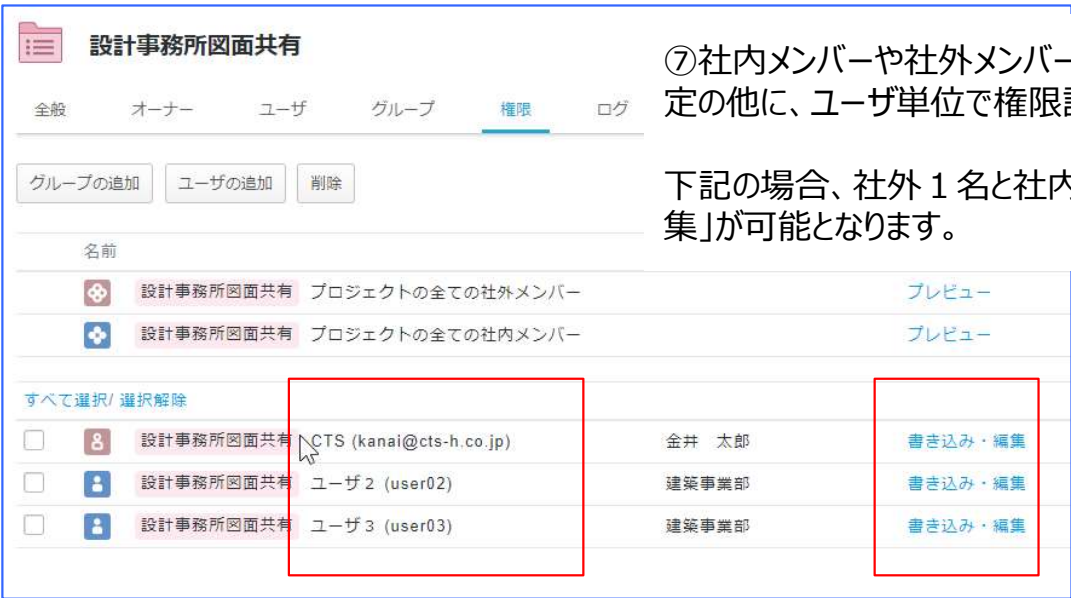 設計事務所図面共有
⑦社内メンバーや社外メンバー
定の他に、ユーザ単位で権限
全般 オーナー ユーザ グループ 権限 ログ
グループの追加 ユーザの追加 削除
下記の場合、社外1名と社内
集」が可能となります。
名前
設計事務所図面共有 プロジェクトの全ての社外メンバー プレビュー
設計事務所図面共有 プロジェクトの全ての社内メンバー プレビュー
すべて選択/ 選択解除
設計事務所図面共有 CTS (kanai@cts-h.co.jp) 金井 太郎 書き込み・編集
設計事務所図面共有 ユーザ2 (user02) 建築事業部 書き込み・編集
設計事務所図面共有 ユーザ3 (user03) 建築事業部 書き込み・編集